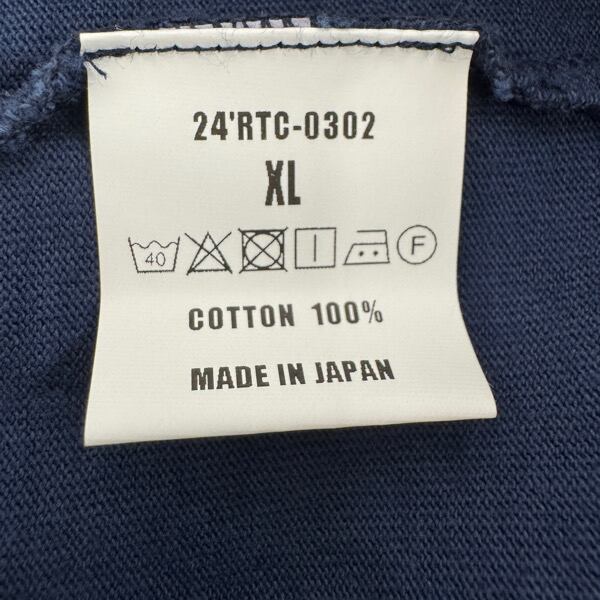 24'RTC-0302
XL
40 F
COTTON 100%
MADE IN JAPAN